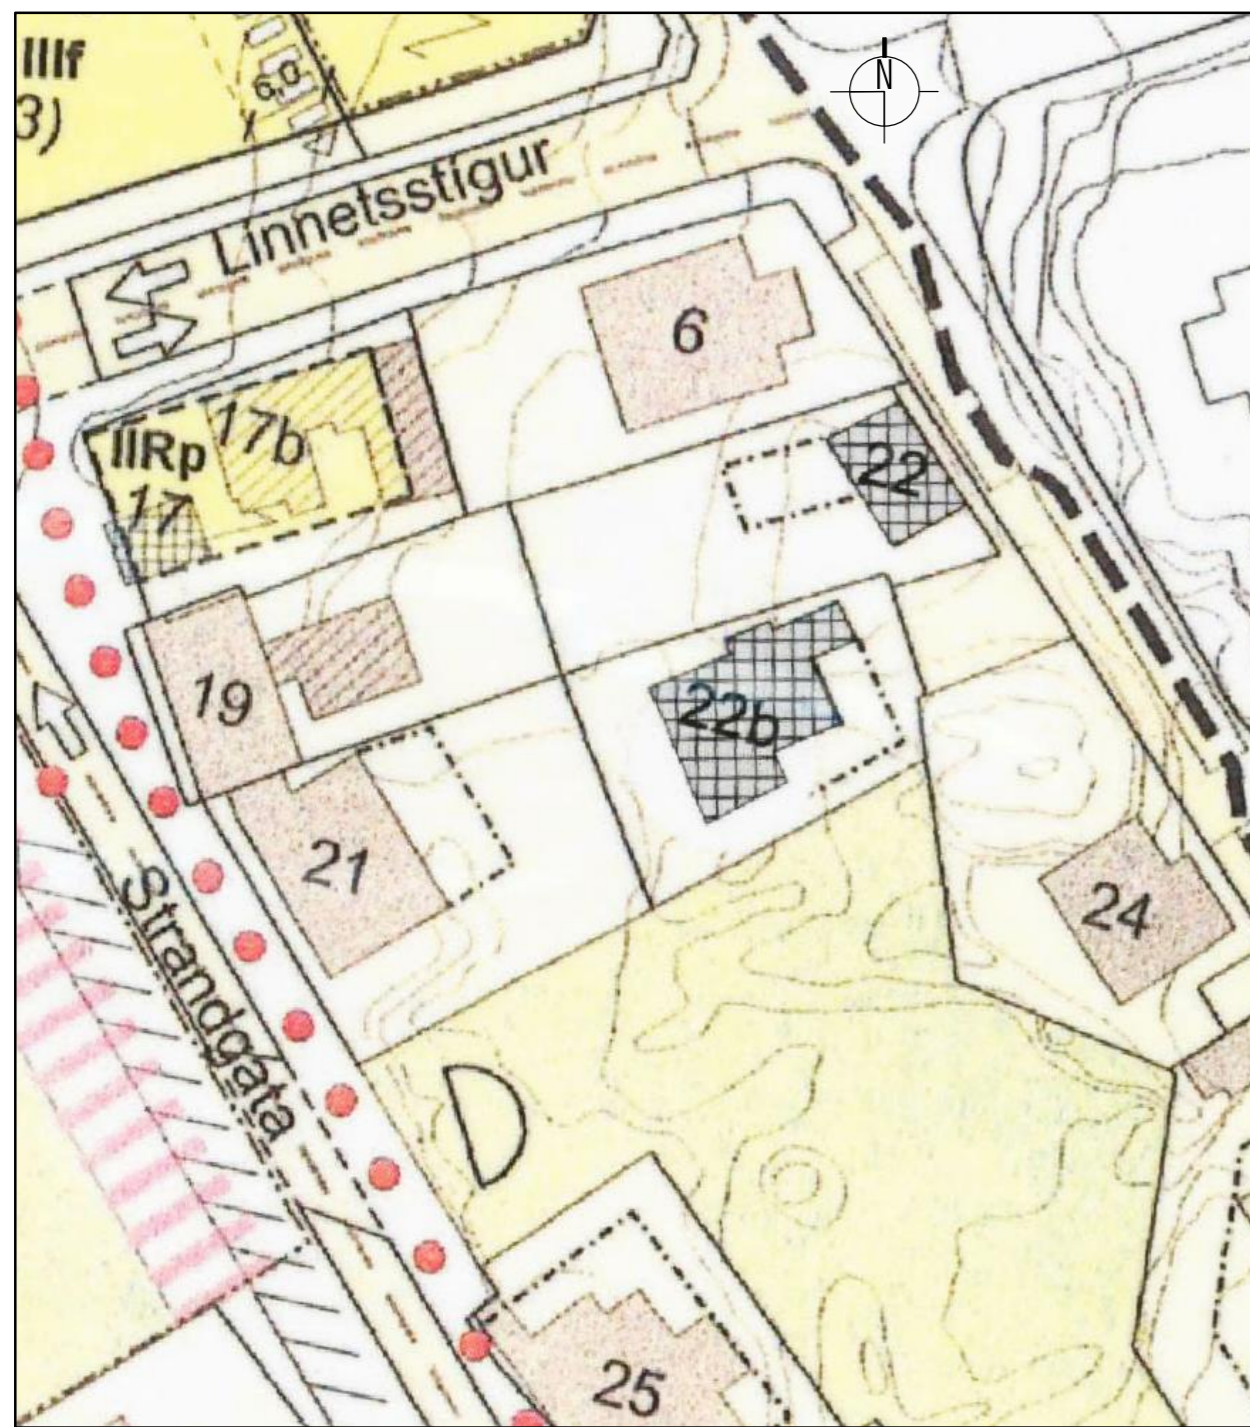 IIIf
3)
6,0
N
Linnetsstígur
6
17b
IIRp
17
22
19
22b
21
24
Strandgata
25